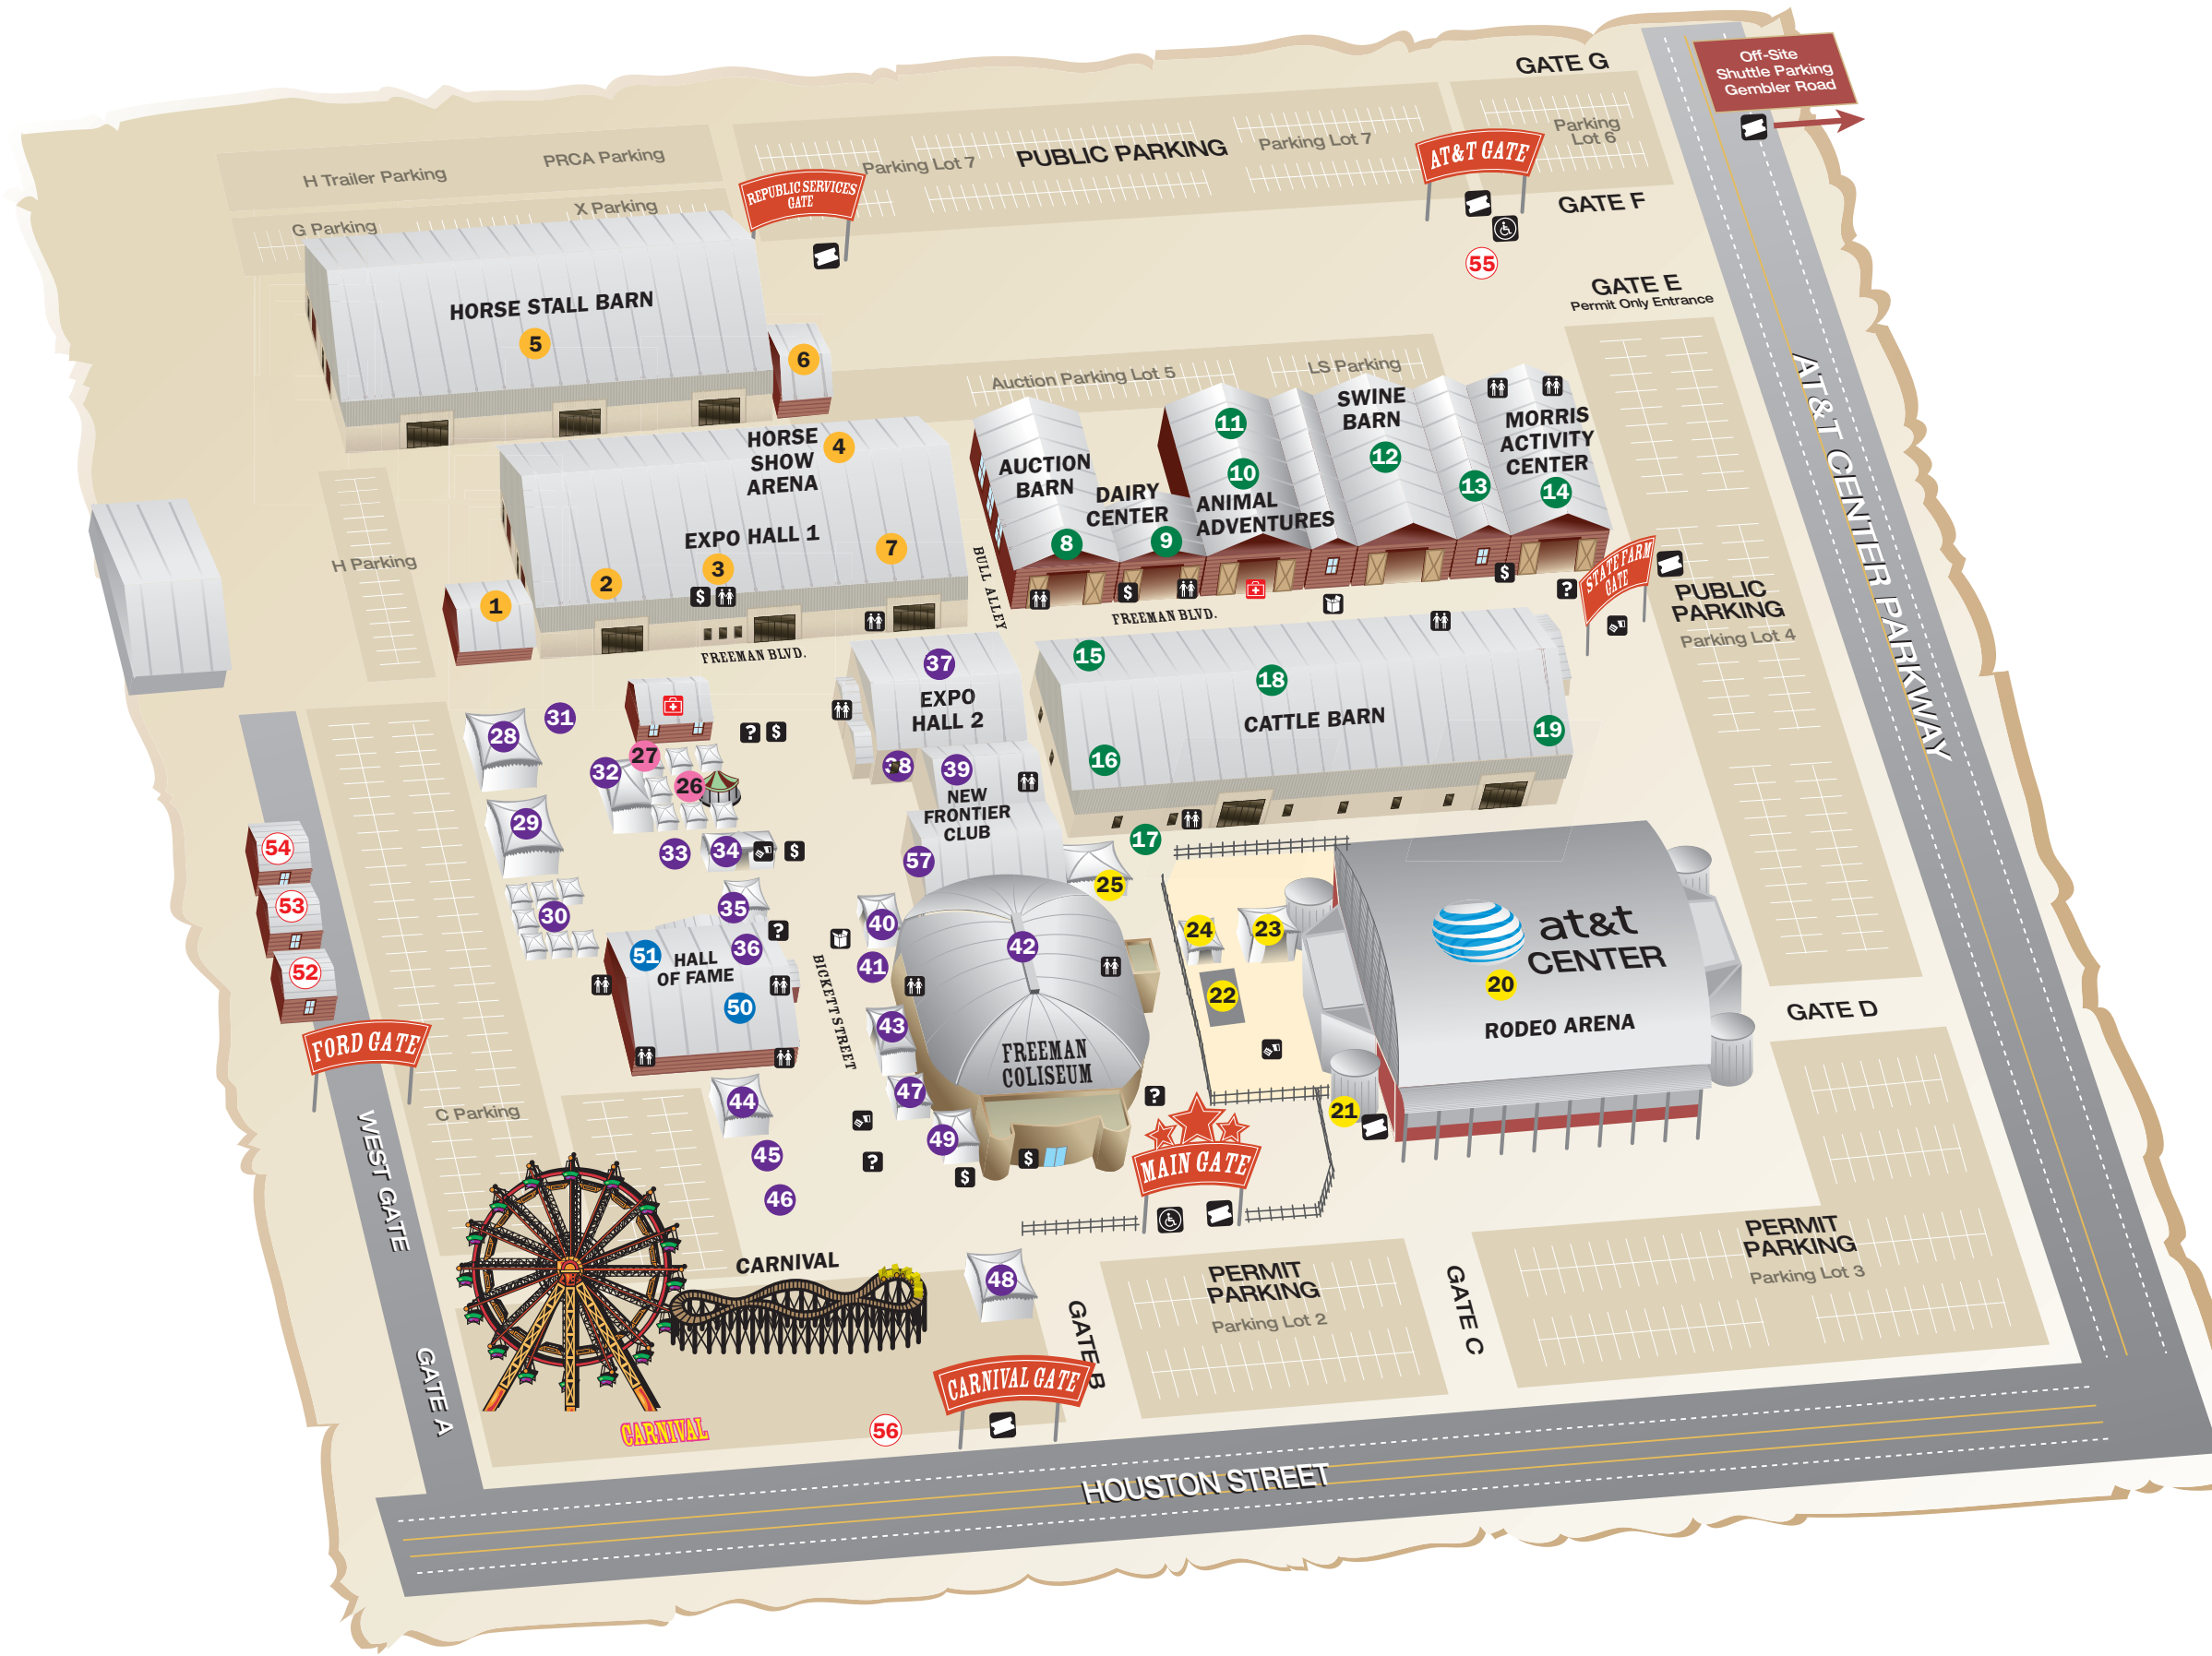 Off-Site
Shuttle Parking
Gembler Road
GATE G
Parking
Lot 6
Parking Lot 7
PUBLIC PARKING
Parking Lot 7
AT&T GATE
PRCA Parking
H Trailer Parking
X Parking
G Parking
REPUBLIC SERVICES
GATE
GATE F
55
GATE E
Permit Only Entrance
HORSE STALL BARN
5
6
Auction Parking Lot 5
LS Parking
AT&T CENTER PARKWAY
HORSE
SHOW
ARENA
4
EXPO HALL 1
7
3
2
1
$
H Parking
FREEMAN BLVD.
BULL ALLEY
AUCTION
BARN
8
DAIRY
CENTER
9
11
10
ANIMAL
ADVENTURES
SWINE
BARN
12
13
MORRIS
ACTIVITY
CENTER
14
$
$
?
FREEMAN BLVD.
STATE FARM
GATE
PUBLIC
PARKING
Parking Lot 4
15
18
CATTLE BARN
19
16
17
37
EXPO
HALL 2
38
39
NEW
FRONTIER
CLUB
57
28
31
27
32
26
? $
29
33
34
$
30
35
36
?
51
HALL
OF FAME
50
40
41
42
43
47
49
FREEMAN
COLISEUM
BICKETT STREET
25
24
23
22
21
at&t
CENTER
20
RODEO ARENA
GATE D
54
53
52
FORD GATE
WEST GATE
C Parking
44
45
46
?
$
$
?
MAIN GATE
CARNIVAL
48
GATE B
PERMIT
PARKING
Parking Lot 2
GATE C
PERMIT
PARKING
Parking Lot 3
GATE A
CARNIVAL
56
CARNIVAL GATE
HOUSTON STREET